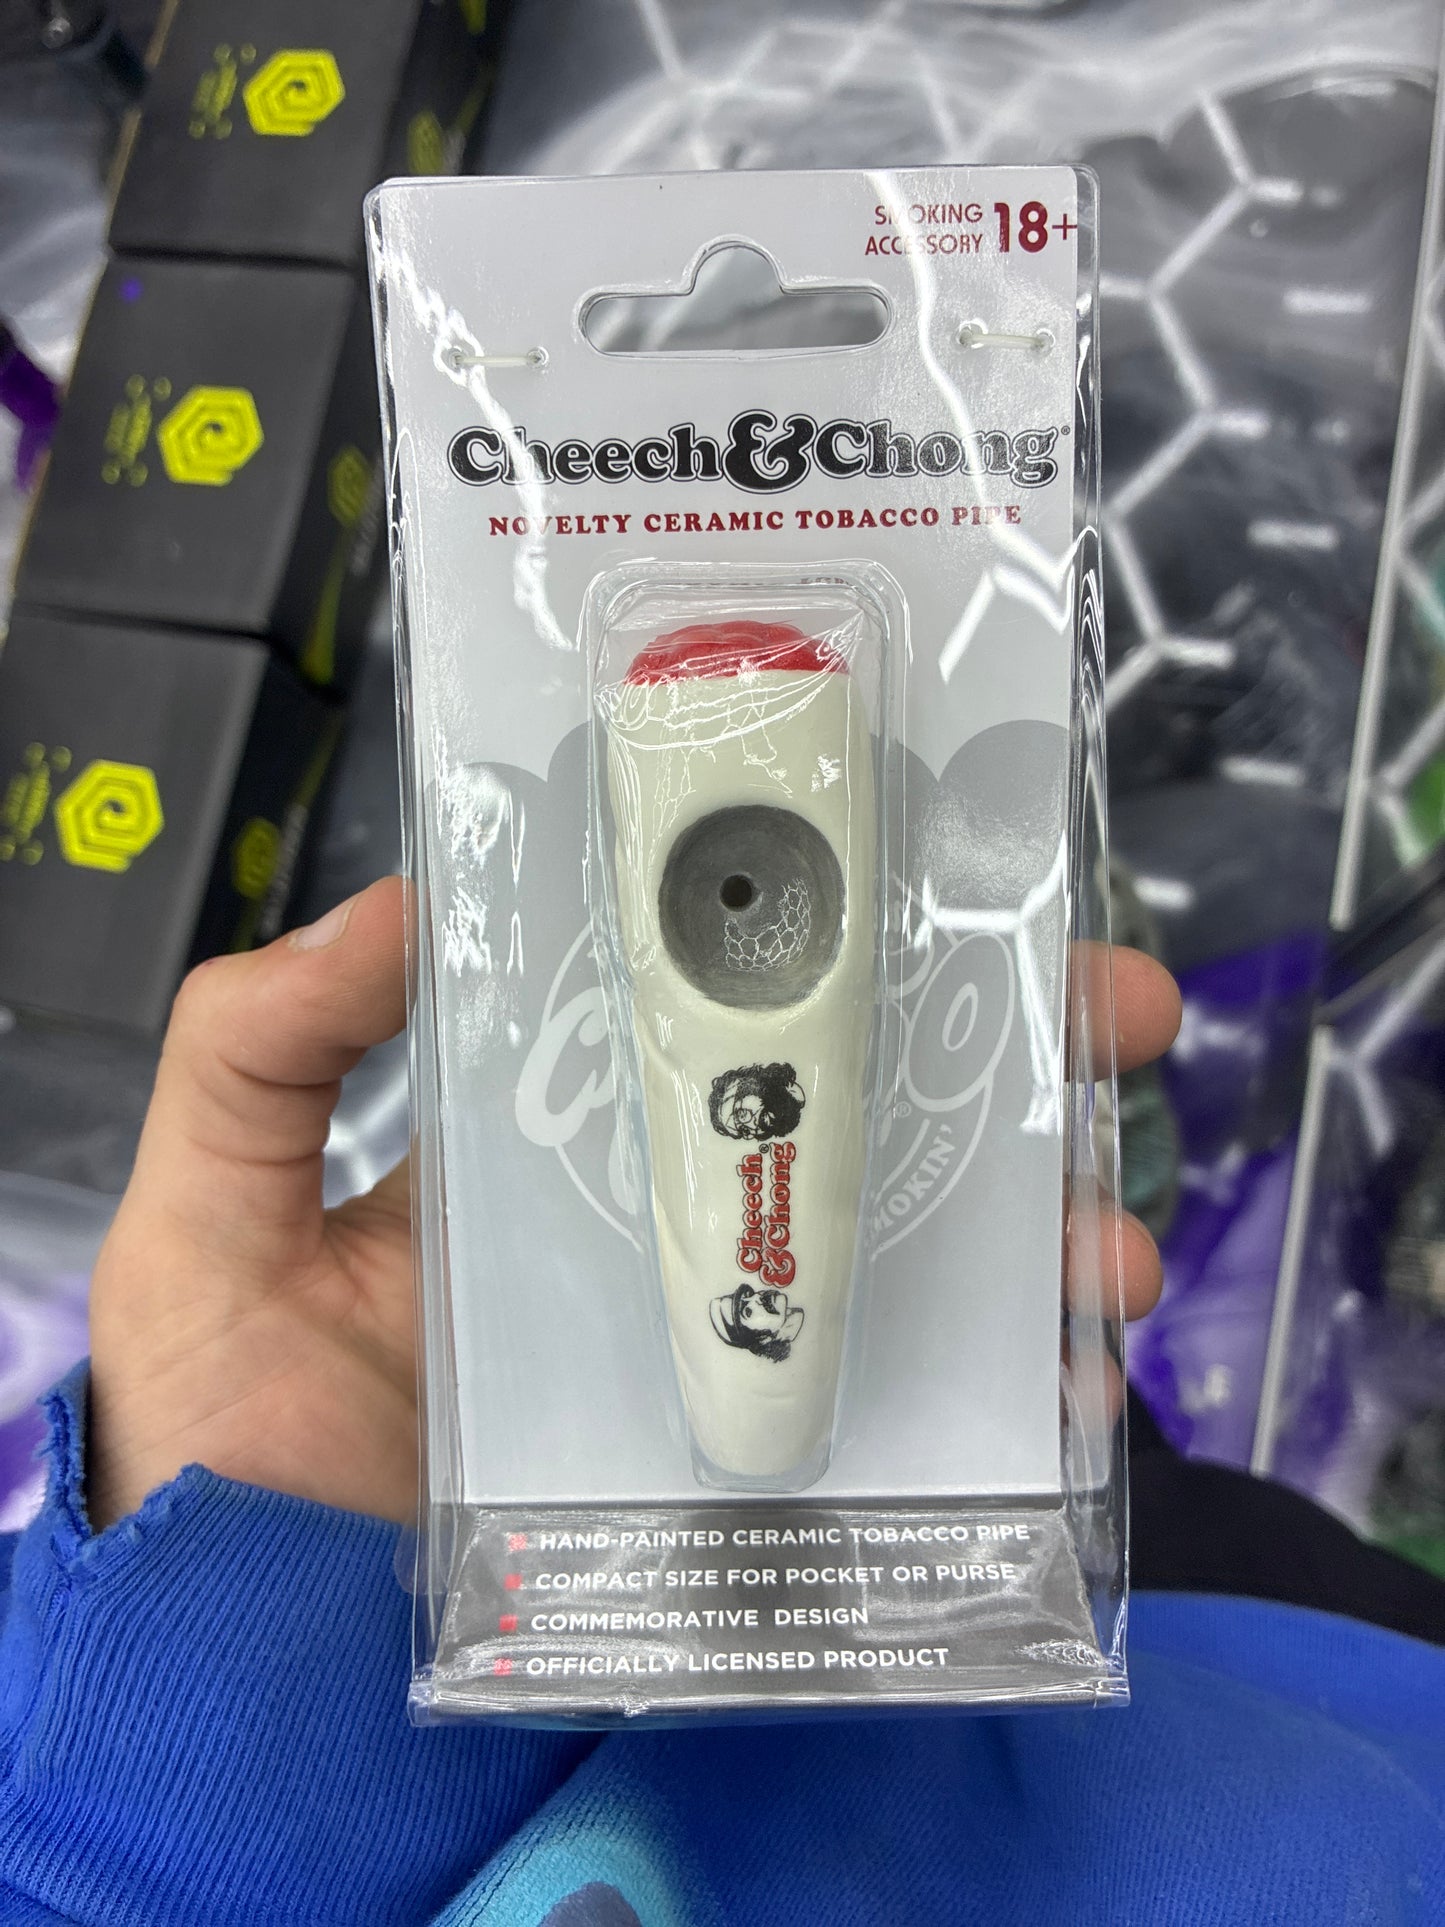 SMOKING
ACCESSORY 18+
Cheech & Chong®
NOVELTY CERAMIC TOBACCO PIPE
Cheech
& Chong®
HAND-PAINTED CERAMIC TOBACCO PIPE
COMPACT SIZE FOR POCKET OR PURSE
COMMEMORATIVE DESIGN
OFFICIALLY LICENSED PRODUCT